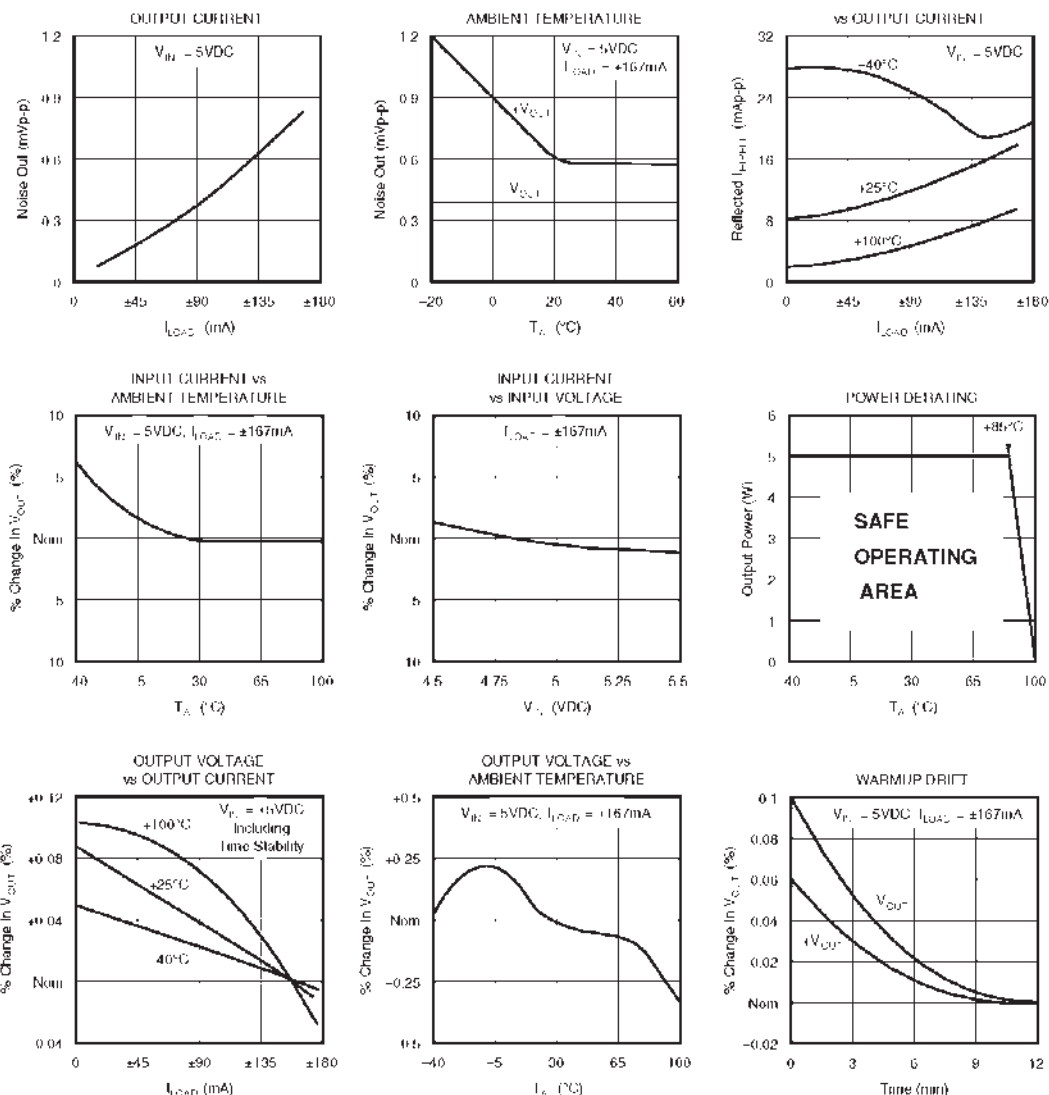 OUTPUT CURRENT
V_IN = 5VDC
Noise Out (mVp-p)
1.2
0.9
0.6
0.3
0
0 ±45 ±90 ±135 ±180
I_LOAD (mA)
AMBIENT TEMPERATURE
= 5VDC
= ±167mA
+V_OUT
V_OUT
Noise Out (mVp-p)
1.2
0.9
0.6
0.3
0
−20 0 20 40 60
T_A (°C)
vs OUTPUT CURRENT
= 5VDC
−40°C
+25°C
+100°C
Reflected (mAp-p)
32
24
16
8
0
0 ±45 ±90 ±135 ±180
I_LOAD (mA)
INPUT CURRENT vs
AMBIENT TEMPERATURE
V_IN = 5VDC, I_LOAD = ±167mA
% Change In V_OUT (%)
10
5
Nom
5
10
40 5 30 65 100
T_A (°C)
INPUT CURRENT
vs INPUT VOLTAGE
I_LOAD = ±167mA
% Change In V_OUT (%)
10
5
Nom
5
10
4.5 4.75 5 5.25 5.5
(VDC)
POWER DERATING
+85°C
SAFE
OPERATING
AREA
Output Power (W)
6
5
4
3
2
1
0
40 5 30 65 100
T_A (°C)
OUTPUT VOLTAGE
vs OUTPUT CURRENT
= +5VDC
Including
Time Stability
+100°C
+25°C
40°C
% Change In V_OUT (%)
+0.12
+0.08
+0.04
Nom
0.04
0 ±45 ±90 ±135 ±180
I_LOAD (mA)
OUTPUT VOLTAGE vs
AMBIENT TEMPERATURE
V_IN = 5VDC, I_LOAD = ±167mA
% Change In V_OUT (%)
+0.5
+0.25
Nom
−0.25
0.5
−40 −5 30 65 100
T_A (°C)
WARMUP DRIFT
= 5VDC I_LOAD = ±167mA
V_OUT
+V_OUT
% Change In V_OUT (%)
0.1
0.08
0.06
0.04
0.02
Nom
−0.02
0 3 6 9 12
Time (min)